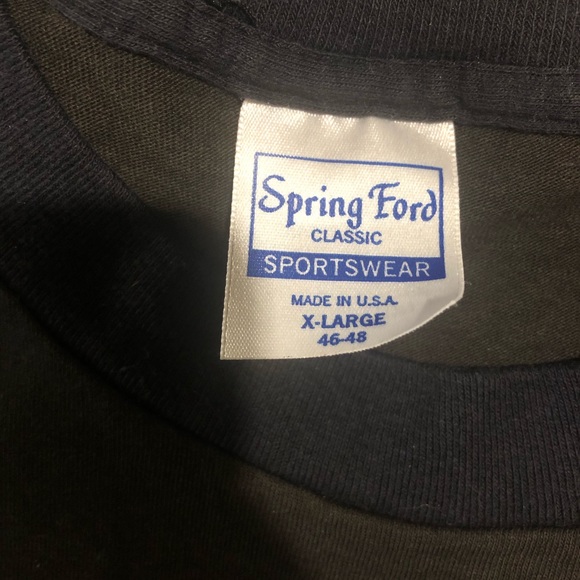 Spring Ford
CLASSIC
SPORTSWEAR
MADE IN U.S.A.
X-LARGE
46-48